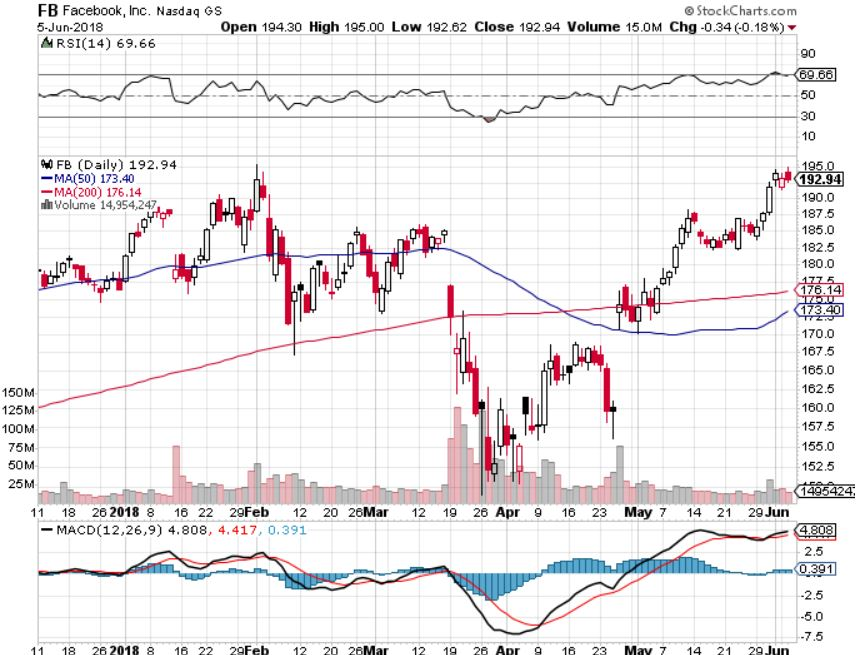 FB Facebook, Inc. Nasdaq GS © StockCharts.com
5-Jun-2018 Open 194.30 High 195.00 Low 192.62 Close 192.94 Volume 15.0M Chg -0.34 (-0.18%)
RSI(14) 69.66
90
69.66
50
30
10
FB (Daily) 192.94
MA(50) 173.40
MA(200) 176.14
Volume 14,954,247
195.0
192.94
190.0
187.5
185.0
182.5
180.0
177.5
176.14
175.0
173.40
172.5
170.0
167.5
165.0
162.5
160.0
157.5
155.0
152.5
150M
125M
100M
75M
50M
25M
1495424
11 18 26 2018 8 16 22 29 Feb 12 20 26 Mar 12 19 26 Apr 9 16 23 May 7 14 21 29 Jun
MACD(12,26,9) 4.808, 4.417, 0.391
4.808
2.5
0.391
-2.5
-5.0
-7.5
11 18 26 2018 8 16 22 29 Feb 12 20 26 Mar 12 19 26 Apr 9 16 23 May 7 14 21 29 Jun